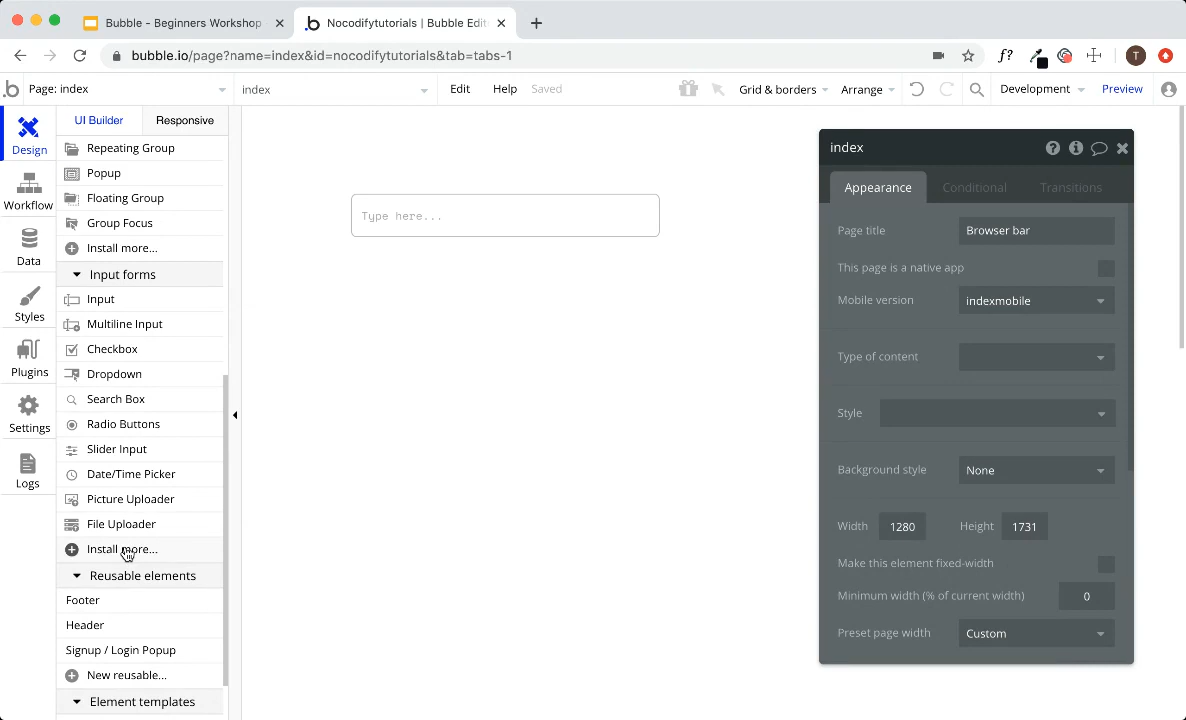 Bubble - Beginners Workshop
Nocodifytutorials | Bubble Edit
bubble.io/page?name=index&id=nocodifytutorials&tab=tabs-1
f?
T
Page: index
index
Edit
Help
Saved
Grid & borders
Arrange
Development
Preview
Design
Workflow
Data
Styles
Plugins
Settings
Logs
UI Builder
Responsive
Repeating Group
Popup
Floating Group
Group Focus
Install more...
Input forms
Input
Multiline Input
Checkbox
Dropdown
Search Box
Radio Buttons
Slider Input
Date/Time Picker
Picture Uploader
File Uploader
Install more...
Reusable elements
Footer
Header
Signup / Login Popup
New reusable...
Element templates
Type here...
index
Appearance
Conditional
Transitions
Page title
Browser bar
This page is a native app
Mobile version
indexmobile
Type of content
Style
Background style
None
Width
1280
Height
1731
Make this element fixed-width
Minimum width (% of current width)
0
Preset page width
Custom